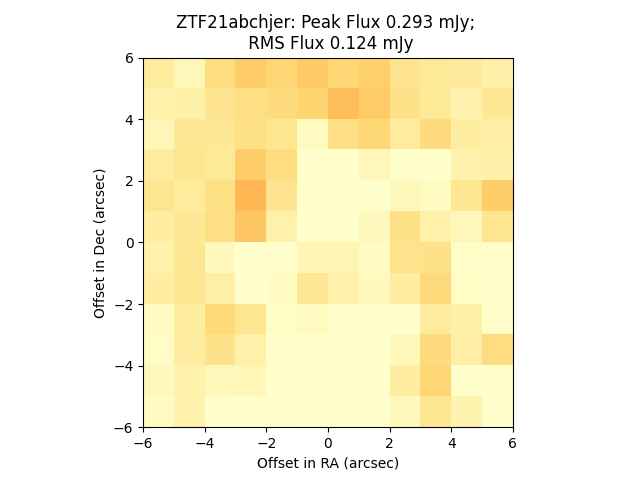 ZTF21abchjer: Peak Flux 0.293 mJy;
RMS Flux 0.124 mJy
6
4
2
0
−2
−4
−6
Offset in Dec (arcsec)
−6 −4 −2 0 2 4 6
Offset in RA (arcsec)